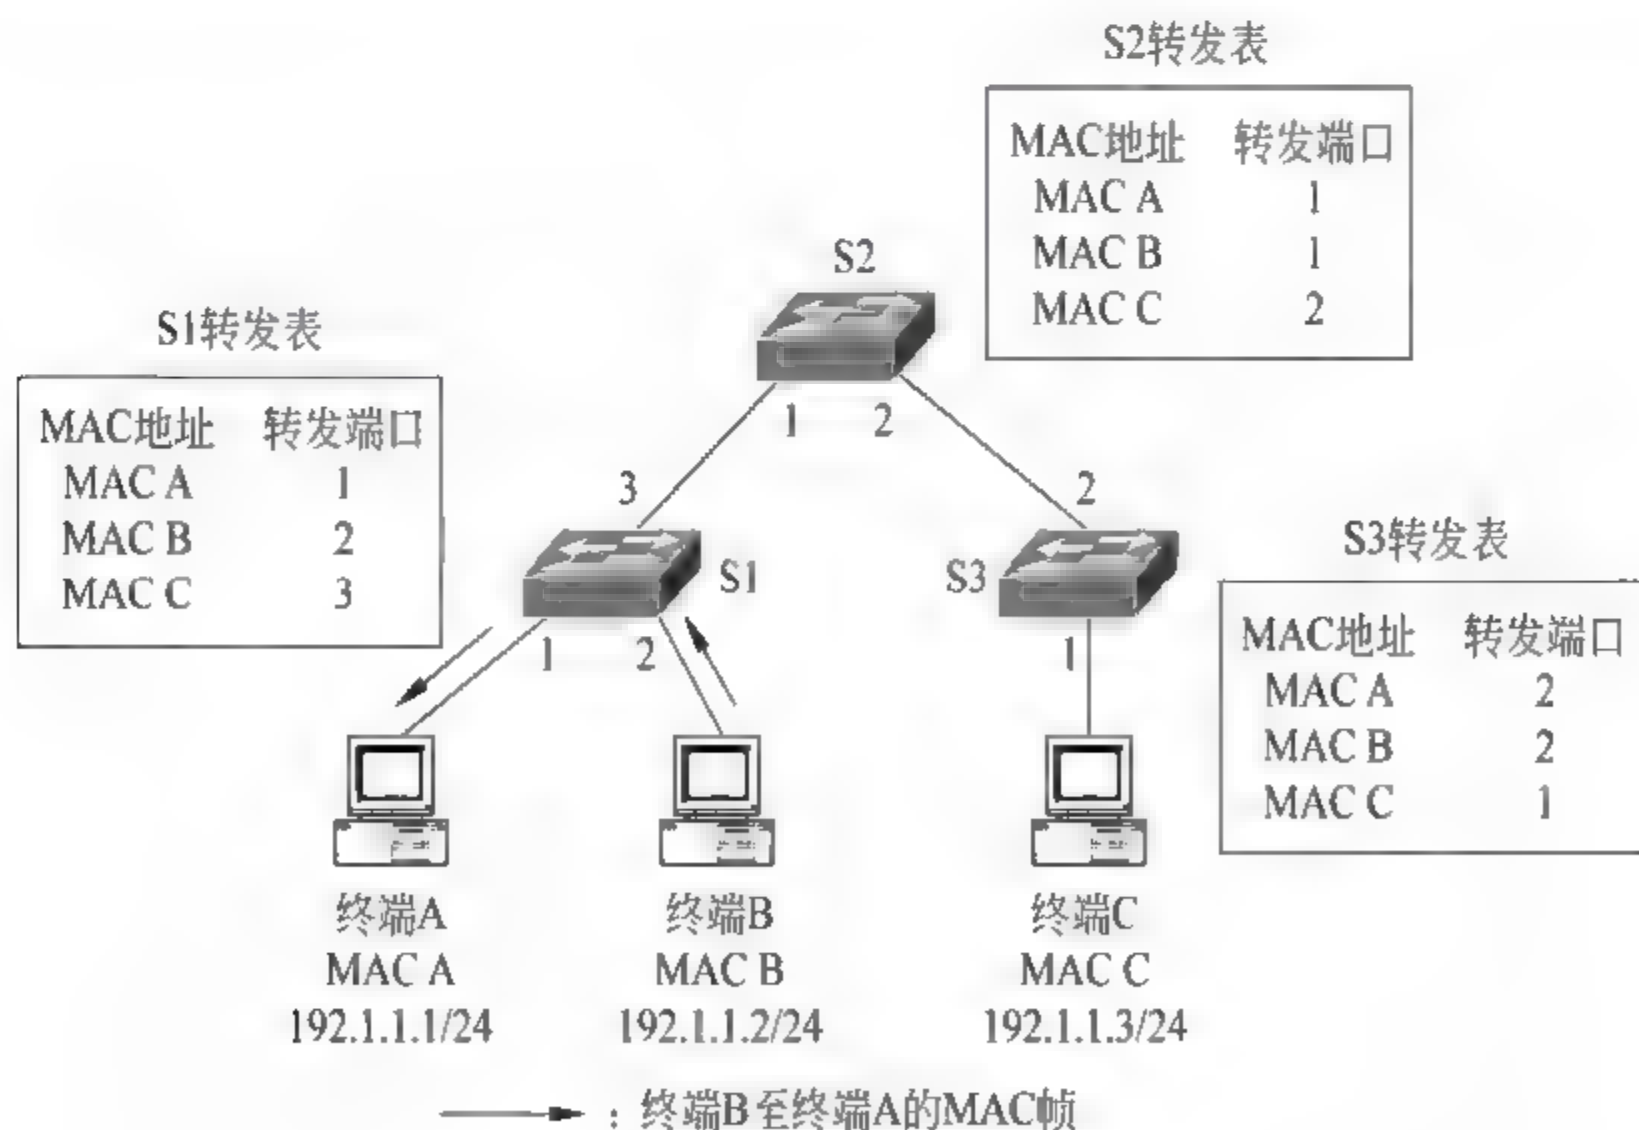 S2转发表
MAC地址 转发端口
MAC A 1
MAC B 1
MAC C 2
S2
1 2
S1转发表
MAC地址 转发端口
MAC A 1
MAC B 2
MAC C 3
3
S1
1 2
2
S3
1
S3转发表
MAC地址 转发端口
MAC A 2
MAC B 2
MAC C 1
终端A
MAC A
192.1.1.1/24
终端B
MAC B
192.1.1.2/24
终端C
MAC C
192.1.1.3/24
：终端B至终端A的MAC帧